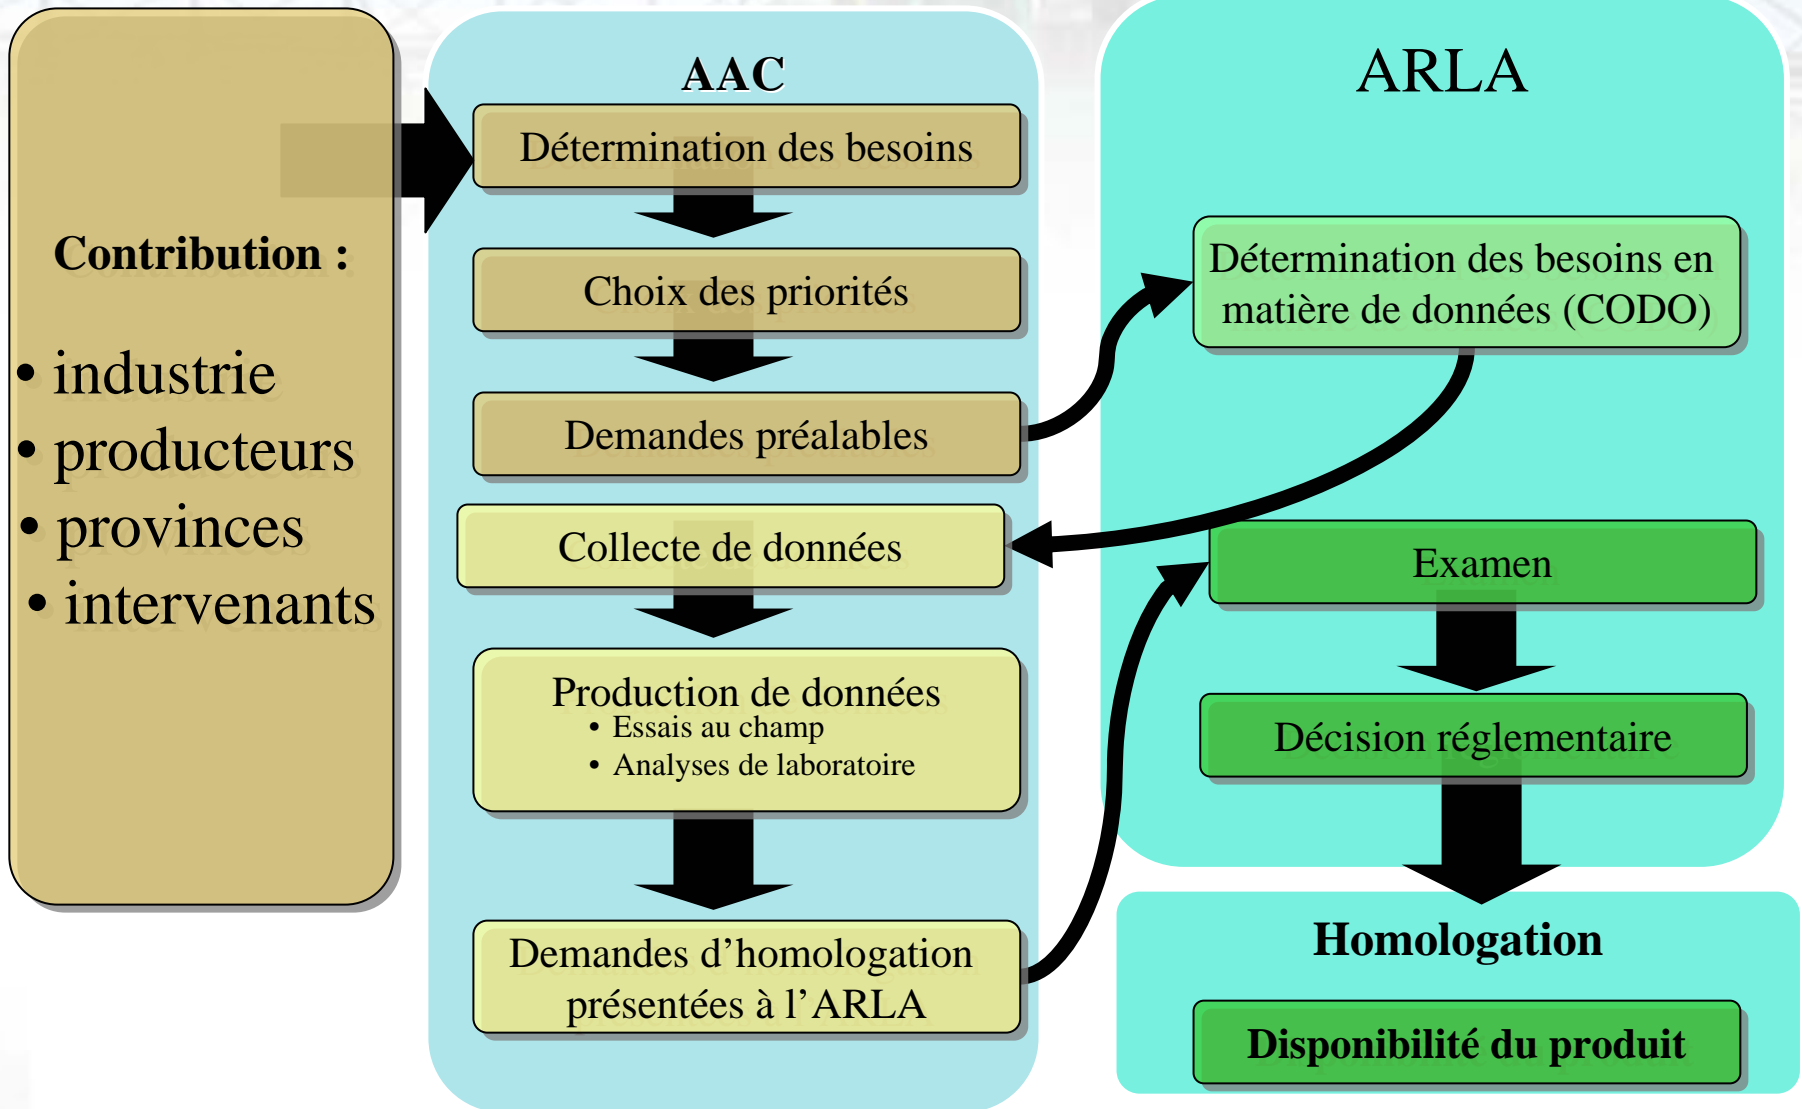 Contribution :
• industrie
• producteurs
• provinces
• intervenants
AAC
Détermination des besoins
Choix des priorités
Demandes préalables
Collecte de données
Production de données
• Essais au champ
• Analyses de laboratoire
Demandes d’homologation
présentées à l’ARLA
ARLA
Détermination des besoins en
matière de données (CODO)
Examen
Décision réglementaire
Homologation
Disponibilité du produit